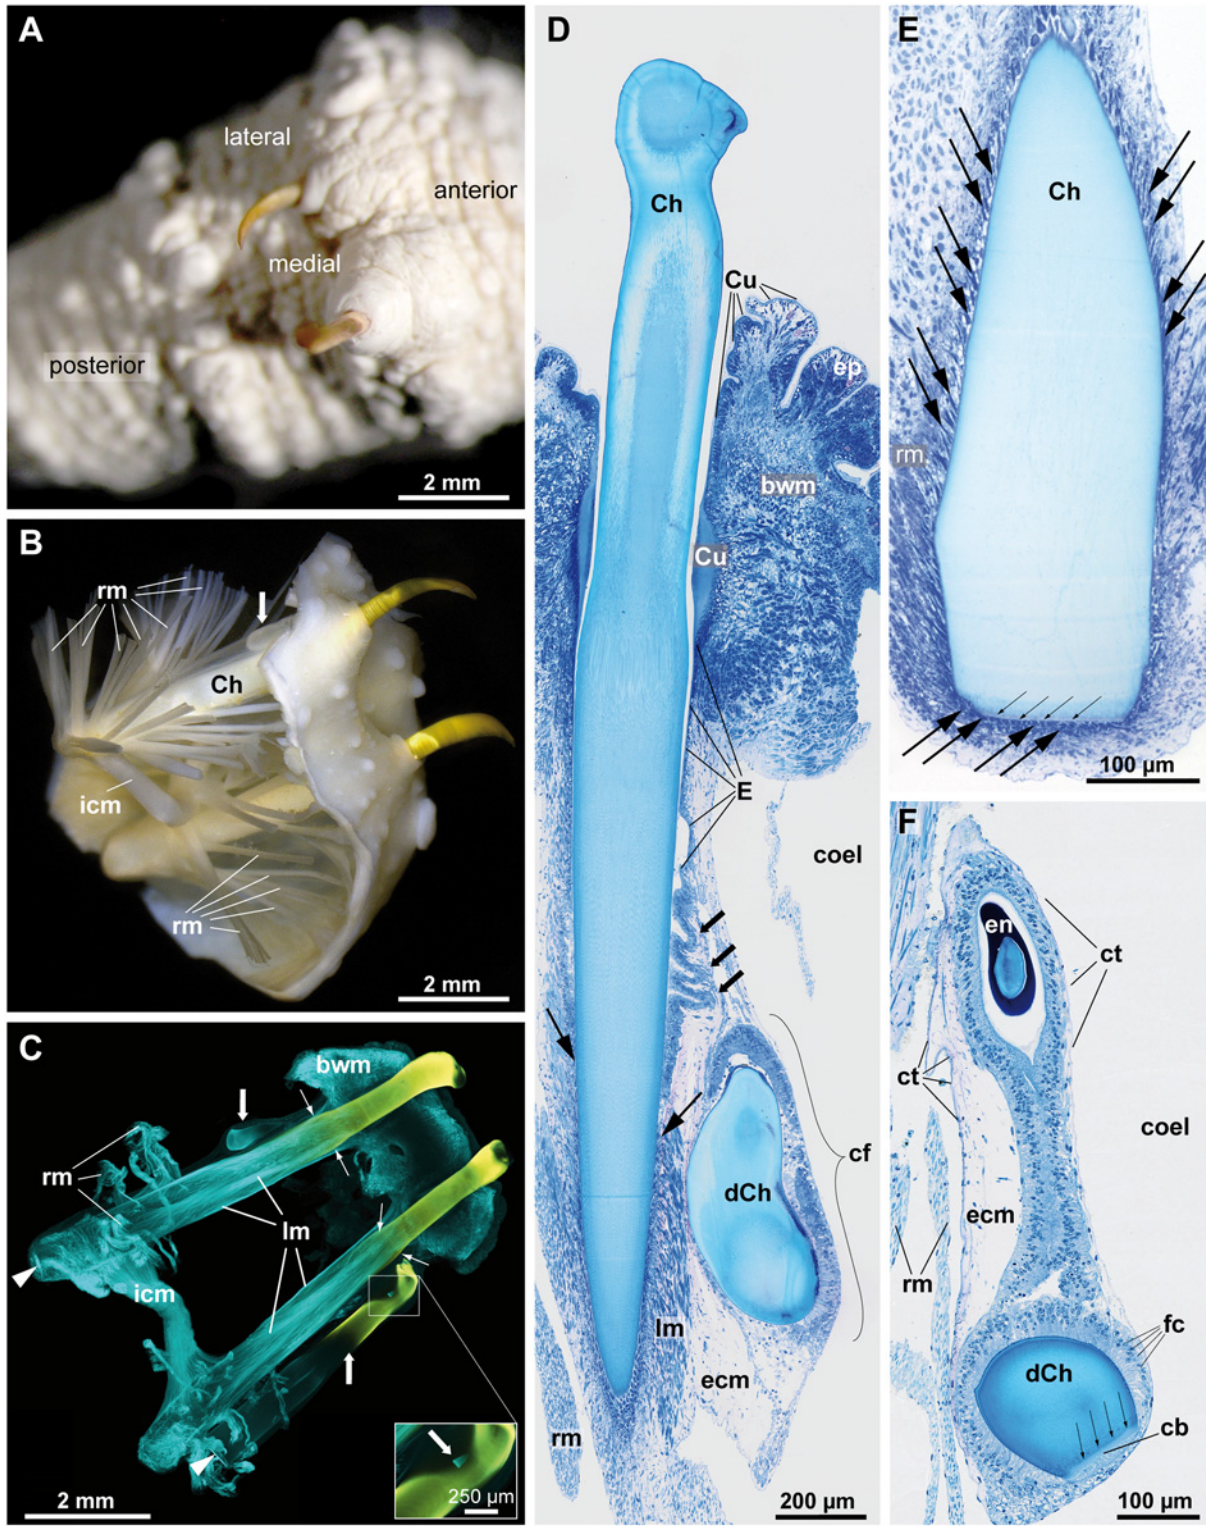 A
lateral
anterior
medial
posterior
2 mm
B
rm
Ch
icm
rm
2 mm
C
bwm
rm
lm
icm
2 mm
250 µm
D
Ch
Cu
ep
bwm
Cu
E
coel
cf
dCh
lm
ecm
rm
200 µm
E
Ch
rm
100 µm
F
en
ct
ct
coel
ecm
rm
fc
dCh
cb
100 µm